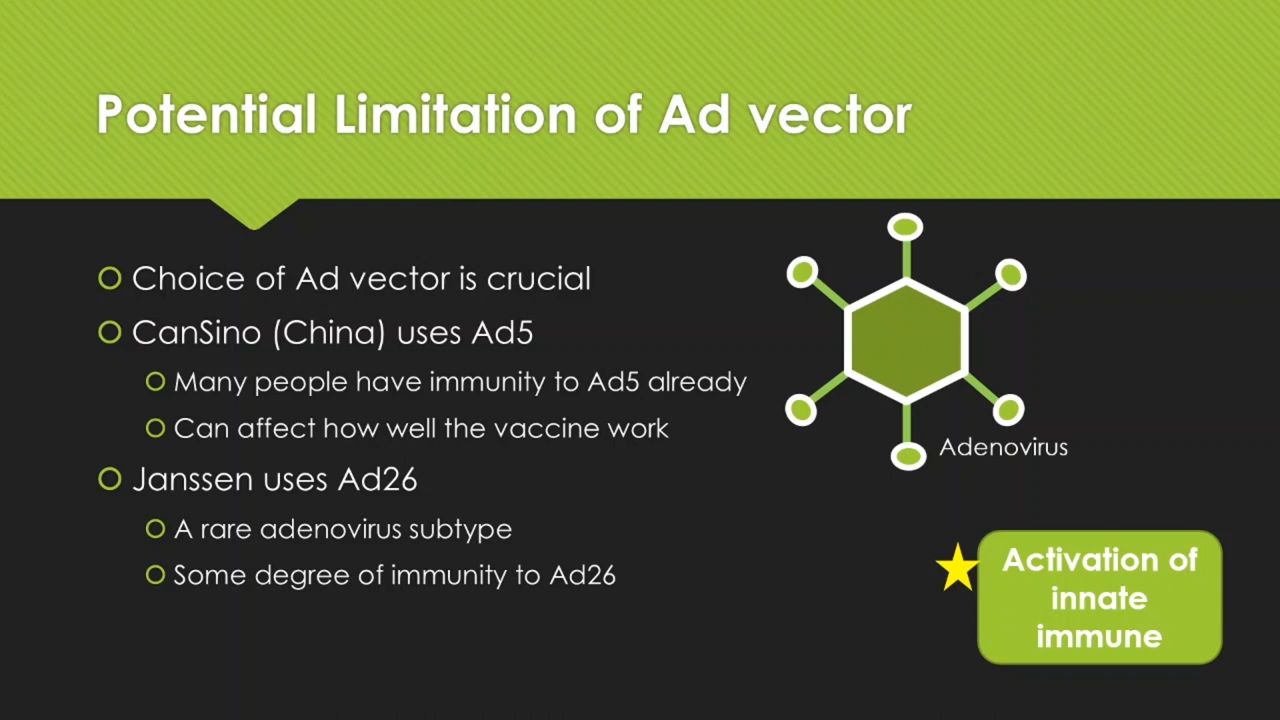 Potential Limitation of Ad vector
Choice of Ad vector is crucial
CanSino (China) uses Ad5
Many people have immunity to Ad5 already
Can affect how well the vaccine work
Janssen uses Ad26
A rare adenovirus subtype
Some degree of immunity to Ad26
Adenovirus
Activation of
innate
immune